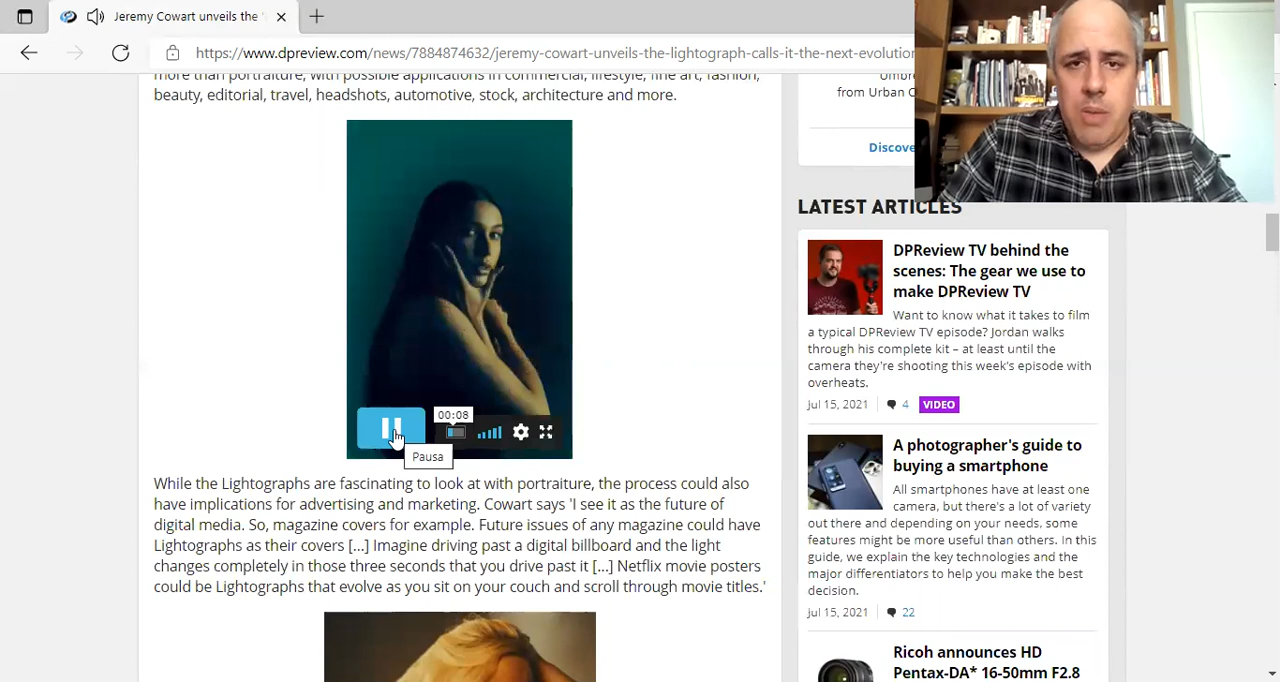 Jeremy Cowart unveils the
https://www.dpreview.com/news/7884874632/jeremy-cowart-unveils-the-lightograph-calls-it-the-next-evolution
more than portraiture, with possible applications in commercial, lifestyle, fine art, fashion,
beauty, editorial, travel, headshots, automotive, stock, architecture and more.
00:08
Pausa
While the Lightographs are fascinating to look at with portraiture, the process could also
have implications for advertising and marketing. Cowart says 'I see it as the future of
digital media. So, magazine covers for example. Future issues of any magazine could have
Lightographs as their covers [...] Imagine driving past a digital billboard and the light
changes completely in those three seconds that you drive past it [...] Netflix movie posters
could be Lightographs that evolve as you sit on your couch and scroll through movie titles.'
from Urban
Discove
LATEST ARTICLES
DPReview TV behind the
scenes: The gear we use to
make DPReview TV
Want to know what it takes to film
a typical DPReview TV episode? Jordan walks
through his complete kit – at least until the
camera they're shooting this week's episode with
overheats.
Jul 15, 2021 4 VIDEO
A photographer's guide to
buying a smartphone
All smartphones have at least one
camera, but there's a lot of variety
out there and depending on your needs, some
features might be more useful than others. In this
guide, we explain the key technologies and the
major differentiators to help you make the best
decision.
Jul 15, 2021 22
Ricoh announces HD
Pentax-DA* 16-50mm F2.8